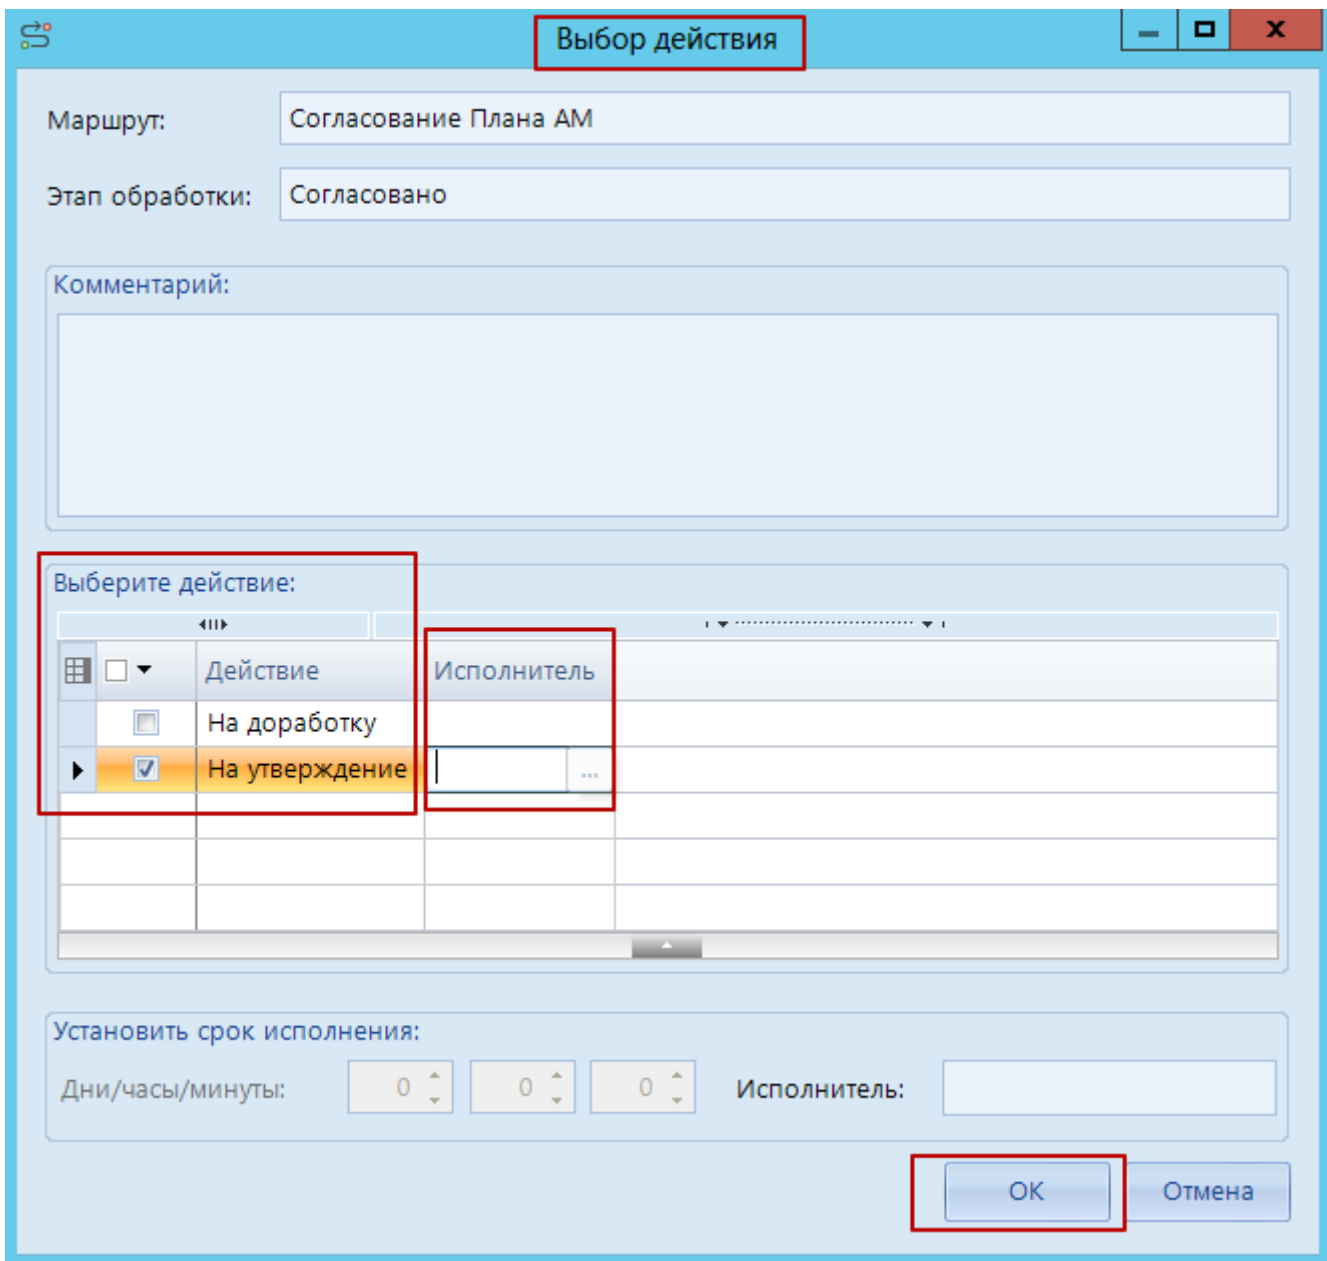 Выбор действия
Маршрут: Согласование Плана АМ
Этап обработки: Согласовано
Комментарий:
Выберите действие:
Действие Исполнитель
На доработку
На утверждение ...
Установить срок исполнения:
Дни/часы/минуты: 0 0 0 Исполнитель:
ОК Отмена